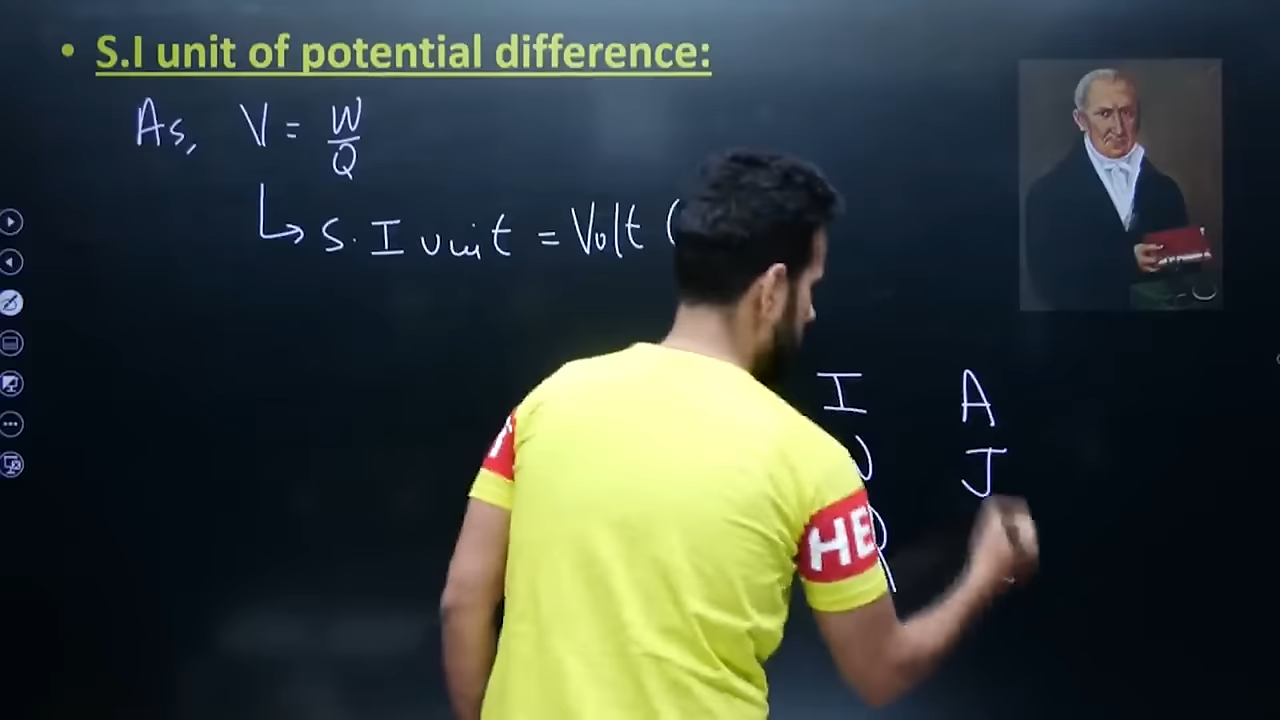 • S.I unit of potential difference:
As, V = W/Q
↳ S. I unit = Volt (
I A
J
HE